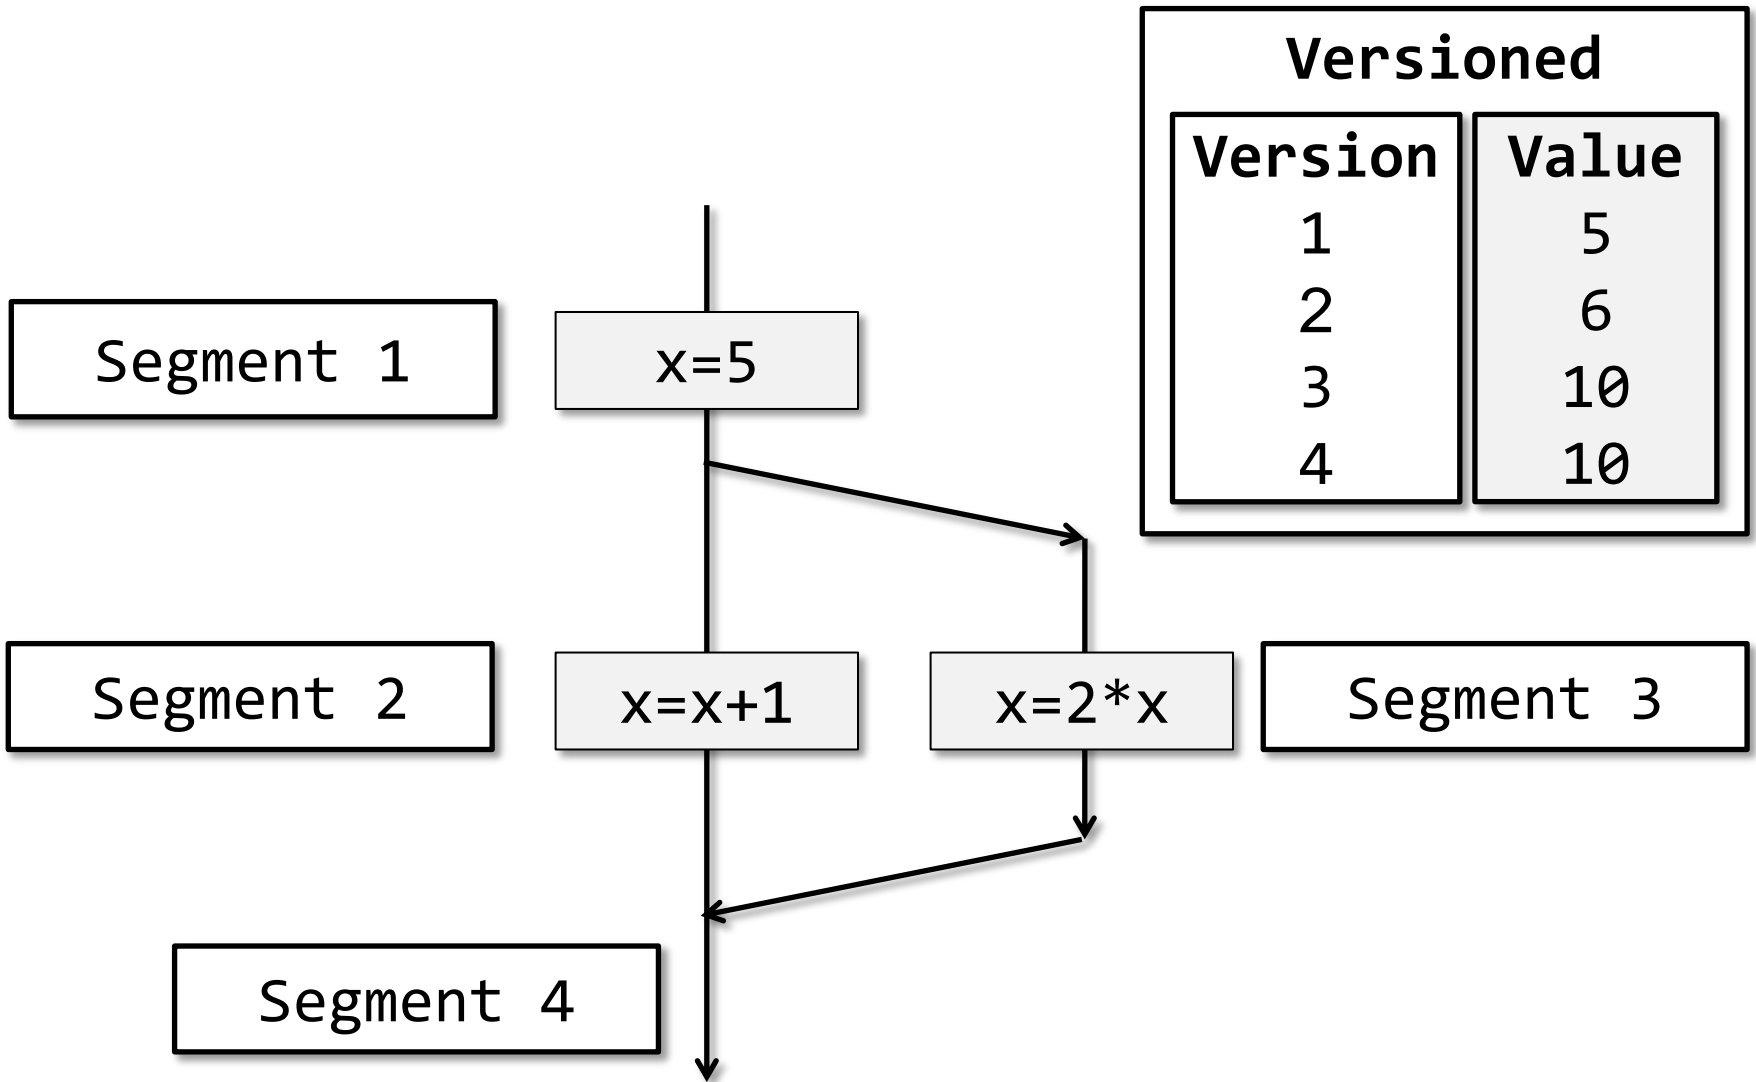 Versioned
Version Value
1 5
2 6
3 10
4 10
Segment 1
x=5
Segment 2
x=x+1
x=2*x
Segment 3
Segment 4